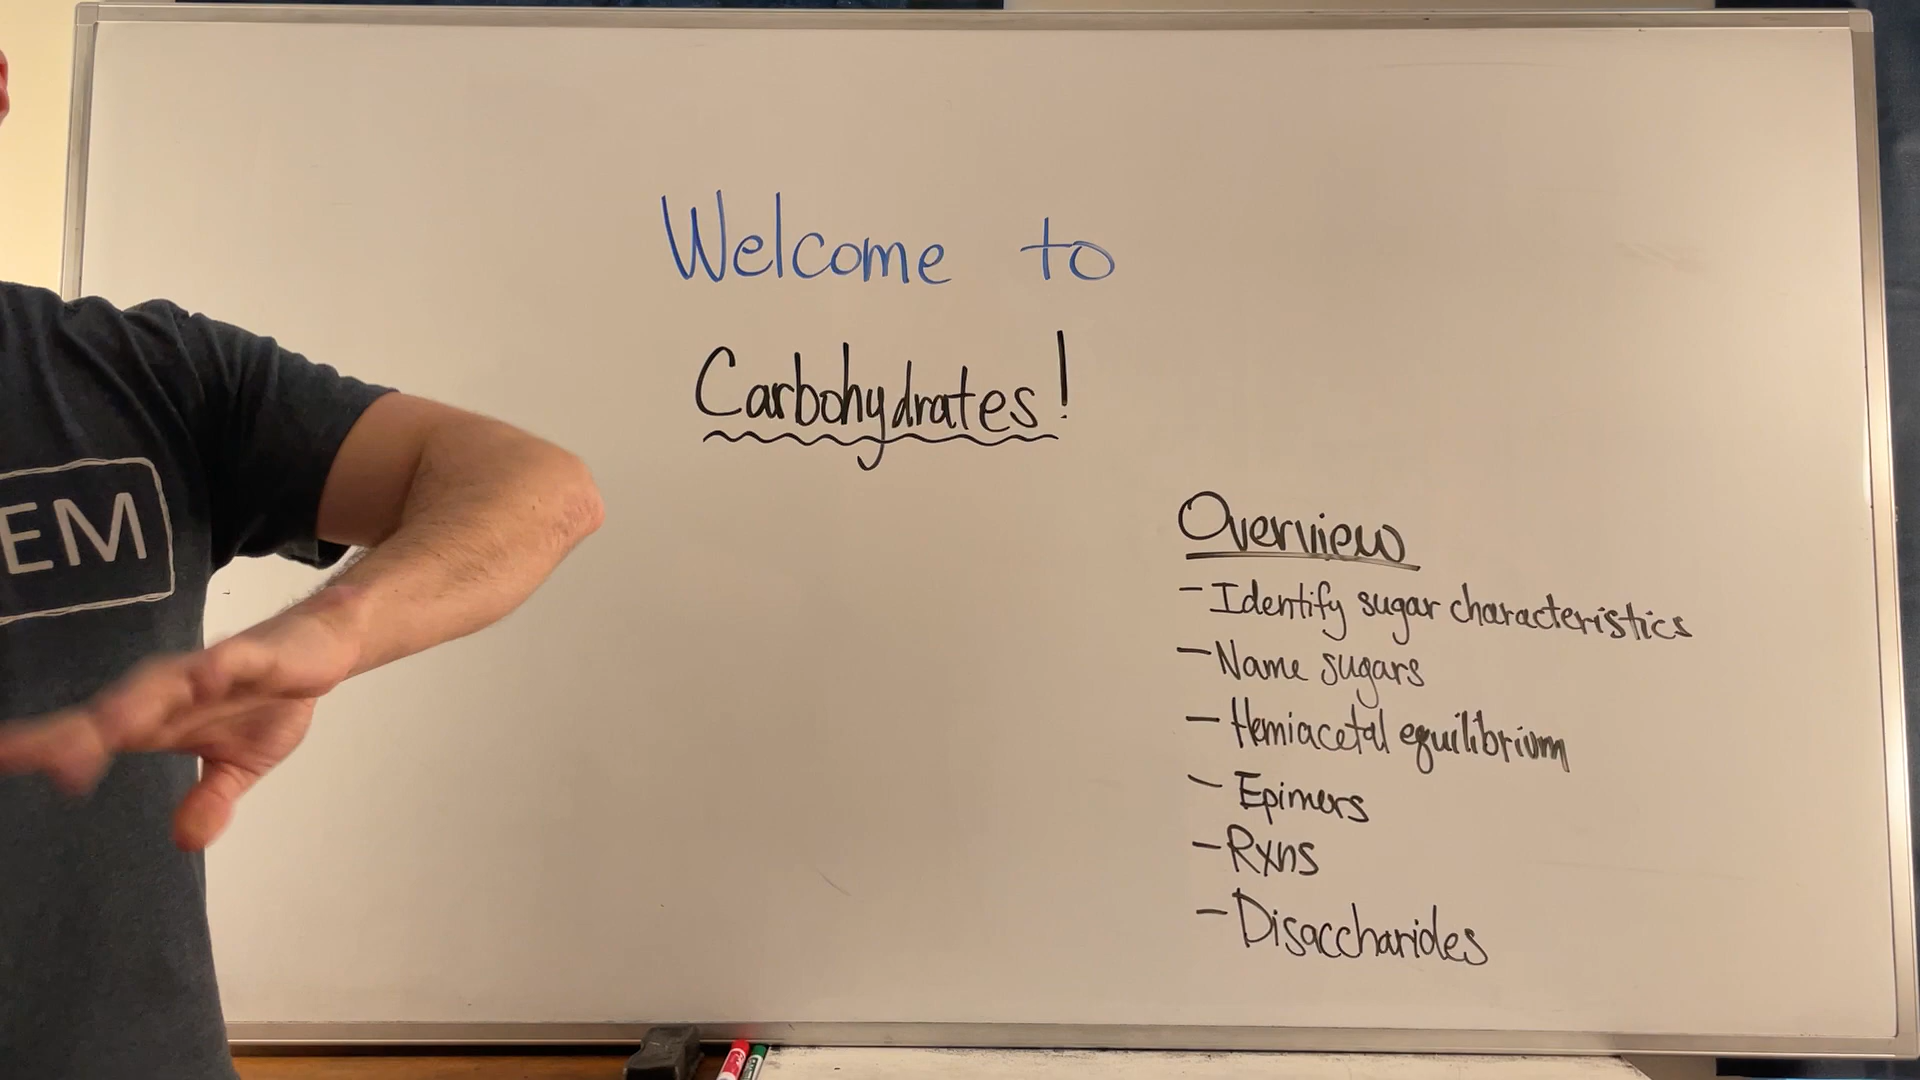 Welcome to
Carbohydrates!
EM
Overview
- Identify sugar characteristics
- Name sugars
- Hemiacetal equilibrium
- Epimers
- Rxns
- Disaccharides